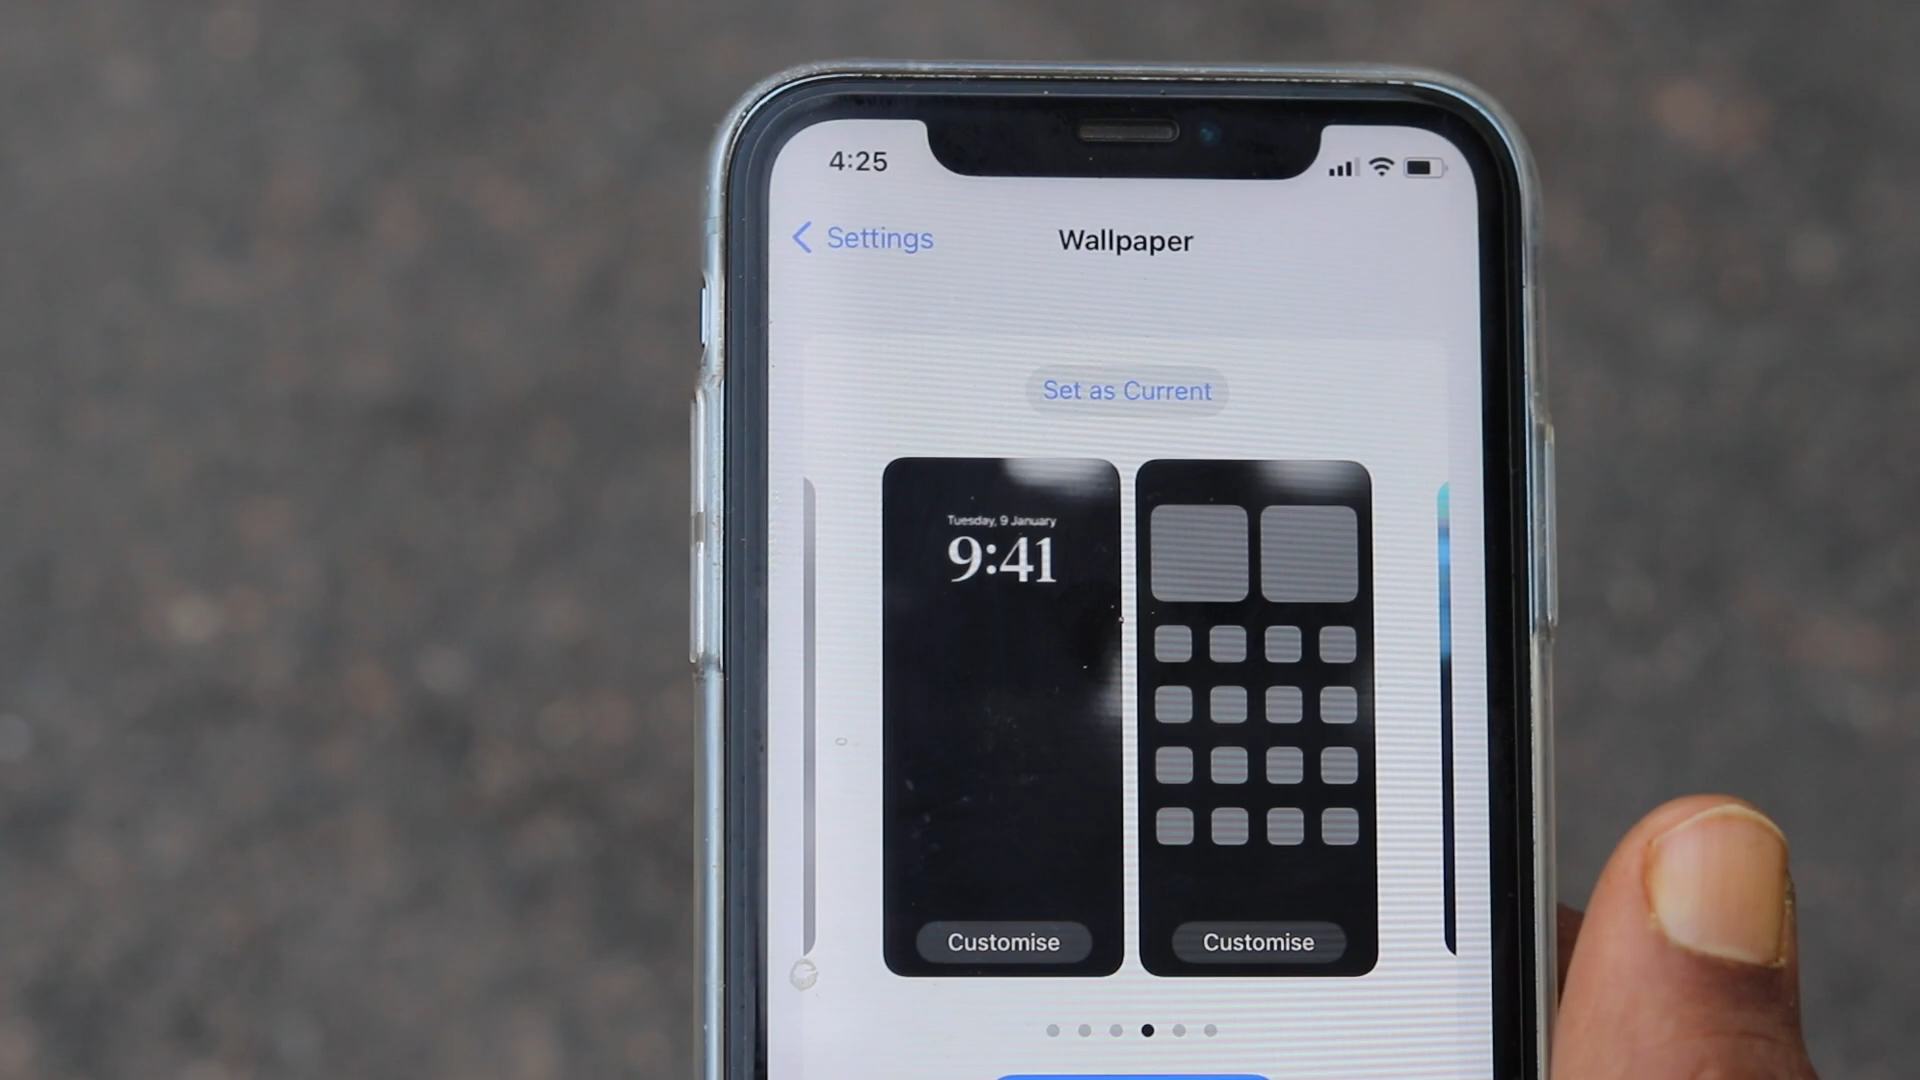 4:25
Settings
Wallpaper
Set as Current
Tuesday, 9 January
9:41
Customise
Customise